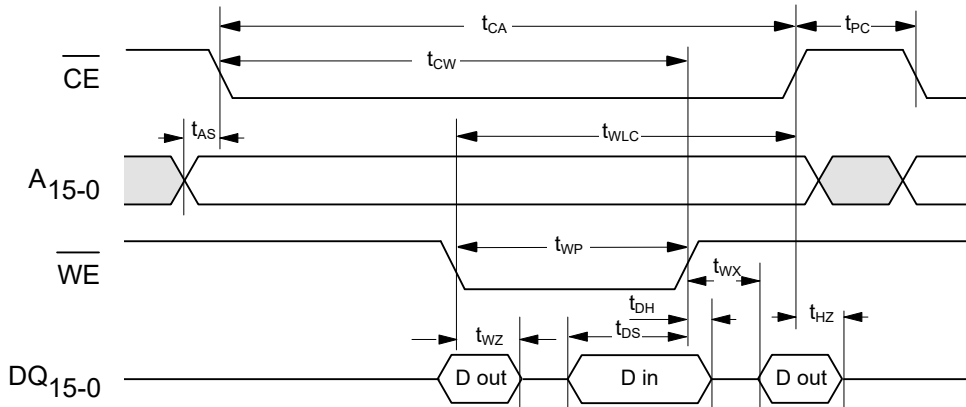 tCA
tPC
tCW
CE
tAS
tWLC
A15-0
tWP
WE
tWX
tDH
tHZ
tWZ
tDS
DQ15-0
D out
D in
D out